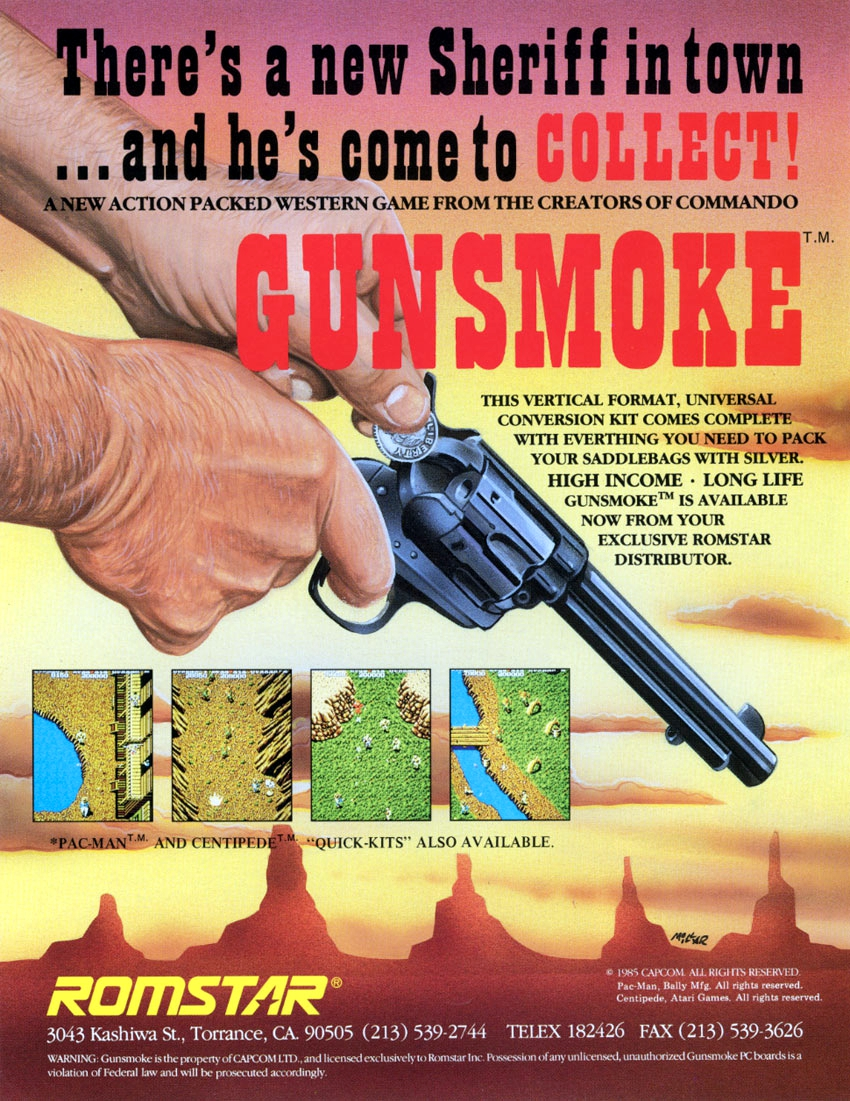 There's a new Sheriff in town
...and he's come to COLLECT!
A NEW ACTION PACKED WESTERN GAME FROM THE CREATORS OF COMMANDO
GUNSMOKE T.M.
THIS VERTICAL FORMAT, UNIVERSAL
CONVERSION KIT COMES COMPLETE
WITH EVERTHING YOU NEED TO PACK
YOUR SADDLEBAGS WITH SILVER.
HIGH INCOME · LONG LIFE
GUNSMOKE™ IS AVAILABLE
NOW FROM YOUR
EXCLUSIVE ROMSTAR
DISTRIBUTOR.
LIBERTY
*PAC-MAN T.M. AND CENTIPEDE T.M. "QUICK-KITS" ALSO AVAILABLE.
© 1985 CAPCOM. ALL RIGHTS RESERVED.
Pac-Man, Bally Mfg. All rights reserved.
Centipede, Atari Games. All rights reserved.
ROMSTAR®
3043 Kashiwa St., Torrance, CA. 90505 (213) 539-2744 TELEX 182426 FAX (213) 539-3626
WARNING: Gunsmoke is the property of CAPCOM LTD., and licensed exclusively to Romstar Inc. Possession of any unlicensed, unauthorized Gunsmoke PC boards is a
violation of Federal law and will be prosecuted accordingly.